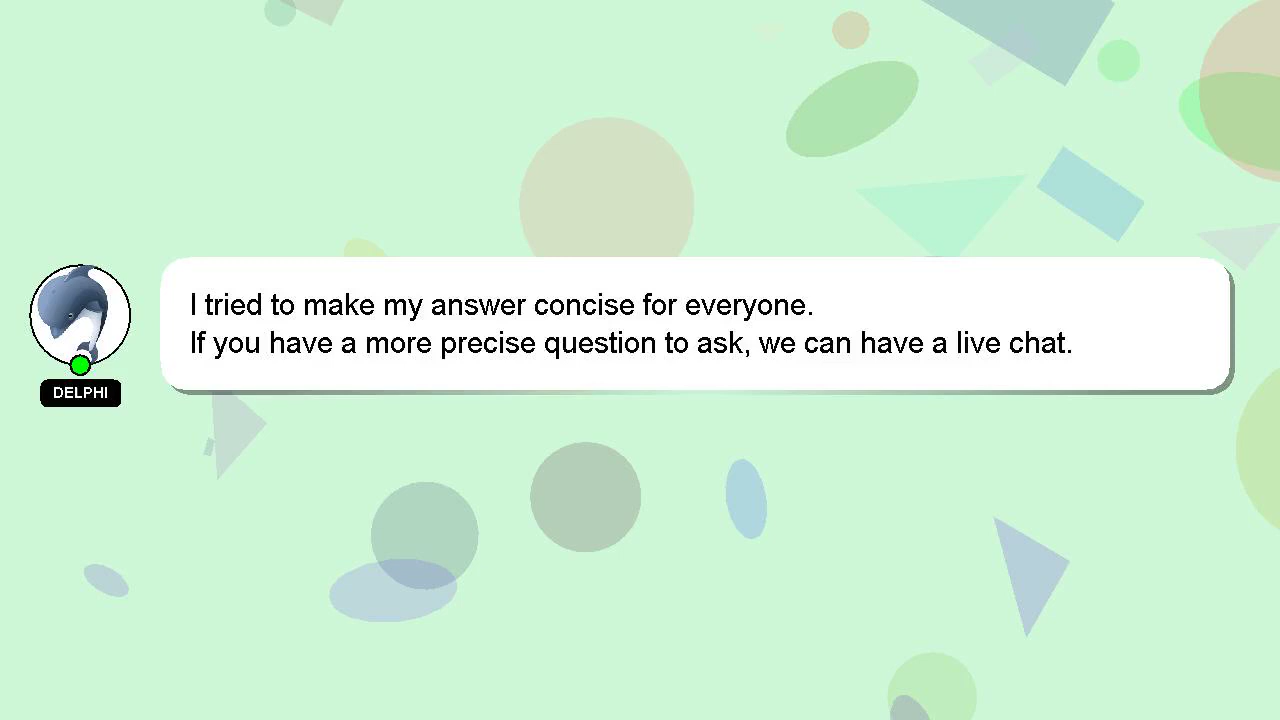 I tried to make my answer concise for everyone.
If you have a more precise question to ask, we can have a live chat.
DELPHI